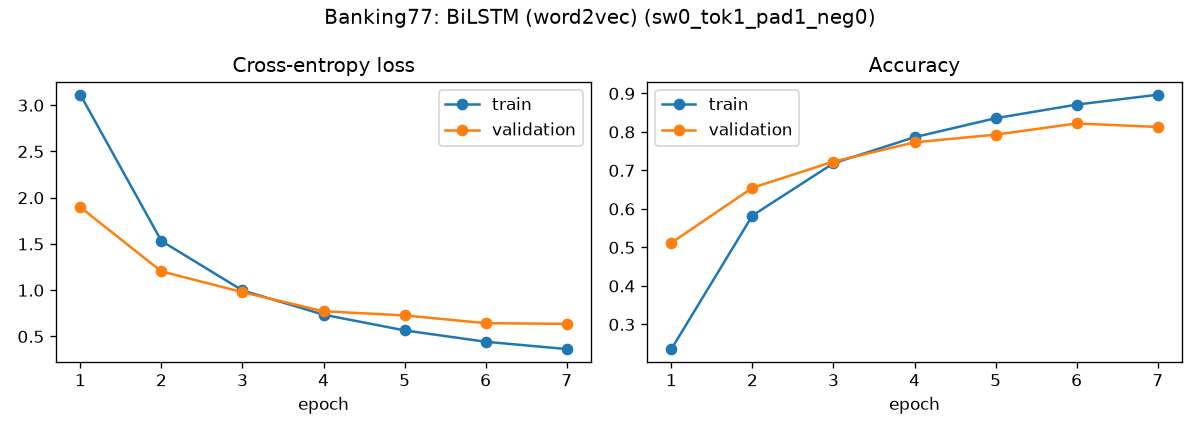 Banking77: BiLSTM (word2vec) (sw0_tok1_pad1_neg0)
Cross-entropy loss
3.0
2.5
2.0
1.5
1.0
0.5
train
validation
1 2 3 4 5 6 7
epoch
Accuracy
0.9
0.8
0.7
0.6
0.5
0.4
0.3
train
validation
1 2 3 4 5 6 7
epoch